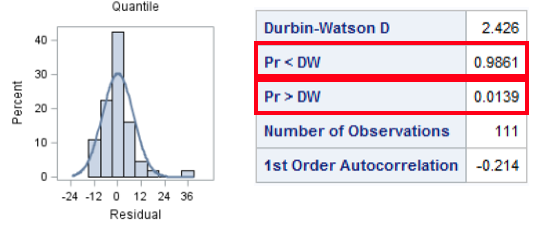 Quantile
40
30
20
10
0
Percent
-24 -12 0 12 24 36
Residual
Durbin-Watson D 2.426
Pr < DW 0.9861
Pr > DW 0.0139
Number of Observations 111
1st Order Autocorrelation -0.214